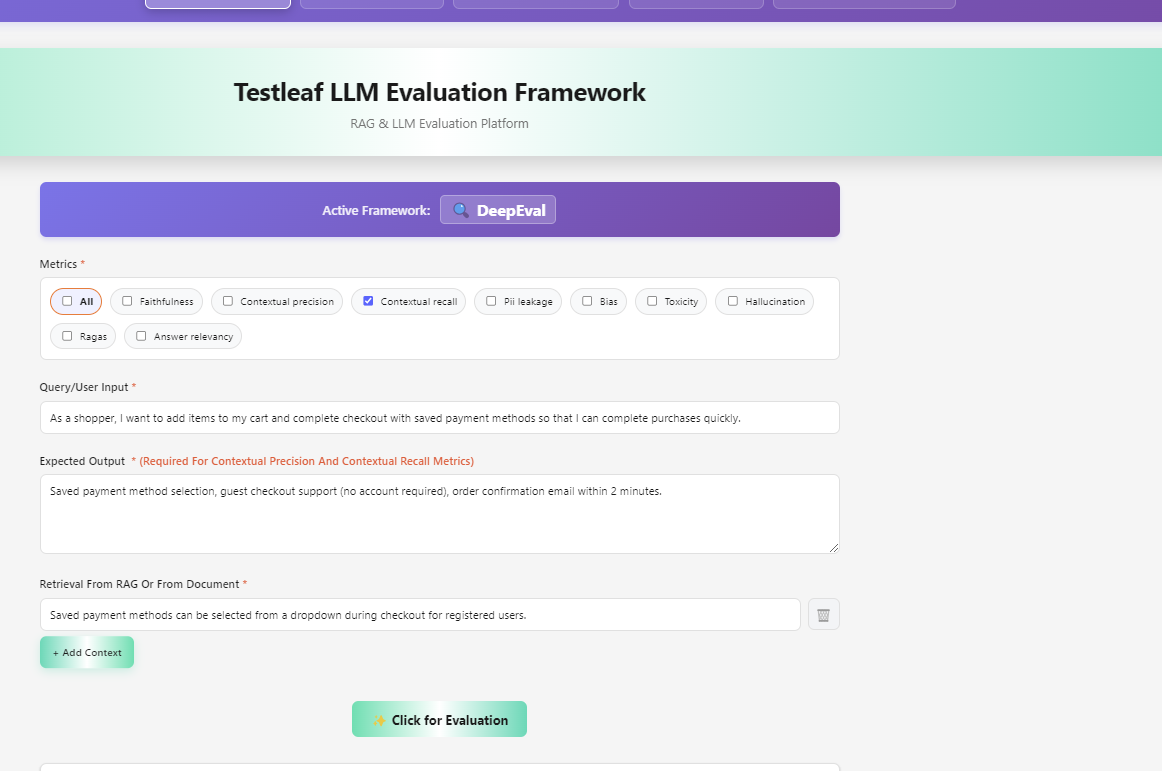 Testleaf LLM Evaluation Framework
RAG & LLM Evaluation Platform
Active Framework: DeepEval
Metrics *
All Faithfulness Contextual precision Contextual recall Pii leakage Bias Toxicity Hallucination
Ragas Answer relevancy
Query/User Input *
As a shopper, I want to add items to my cart and complete checkout with saved payment methods so that I can complete purchases quickly.
Expected Output * (Required For Contextual Precision And Contextual Recall Metrics)
Saved payment method selection, guest checkout support (no account required), order confirmation email within 2 minutes.
Retrieval From RAG Or From Document *
Saved payment methods can be selected from a dropdown during checkout for registered users.
+ Add Context
Click for Evaluation